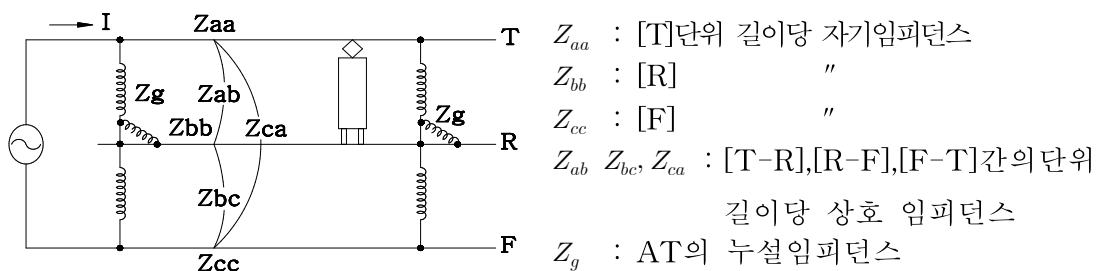 I
Zaa
T
Zg
Zab
Zg
Zbb
Zca
R
Zbc
F
Zcc
Zaa : [T]단위 길이당 자기임피던스
Zbb : [R] 〃
Zcc : [F] 〃
Zab Zbc, Zca : [T-R],[R-F],[F-T]간의단위
길이당 상호 임피던스
Zg : AT의 누설임피던스